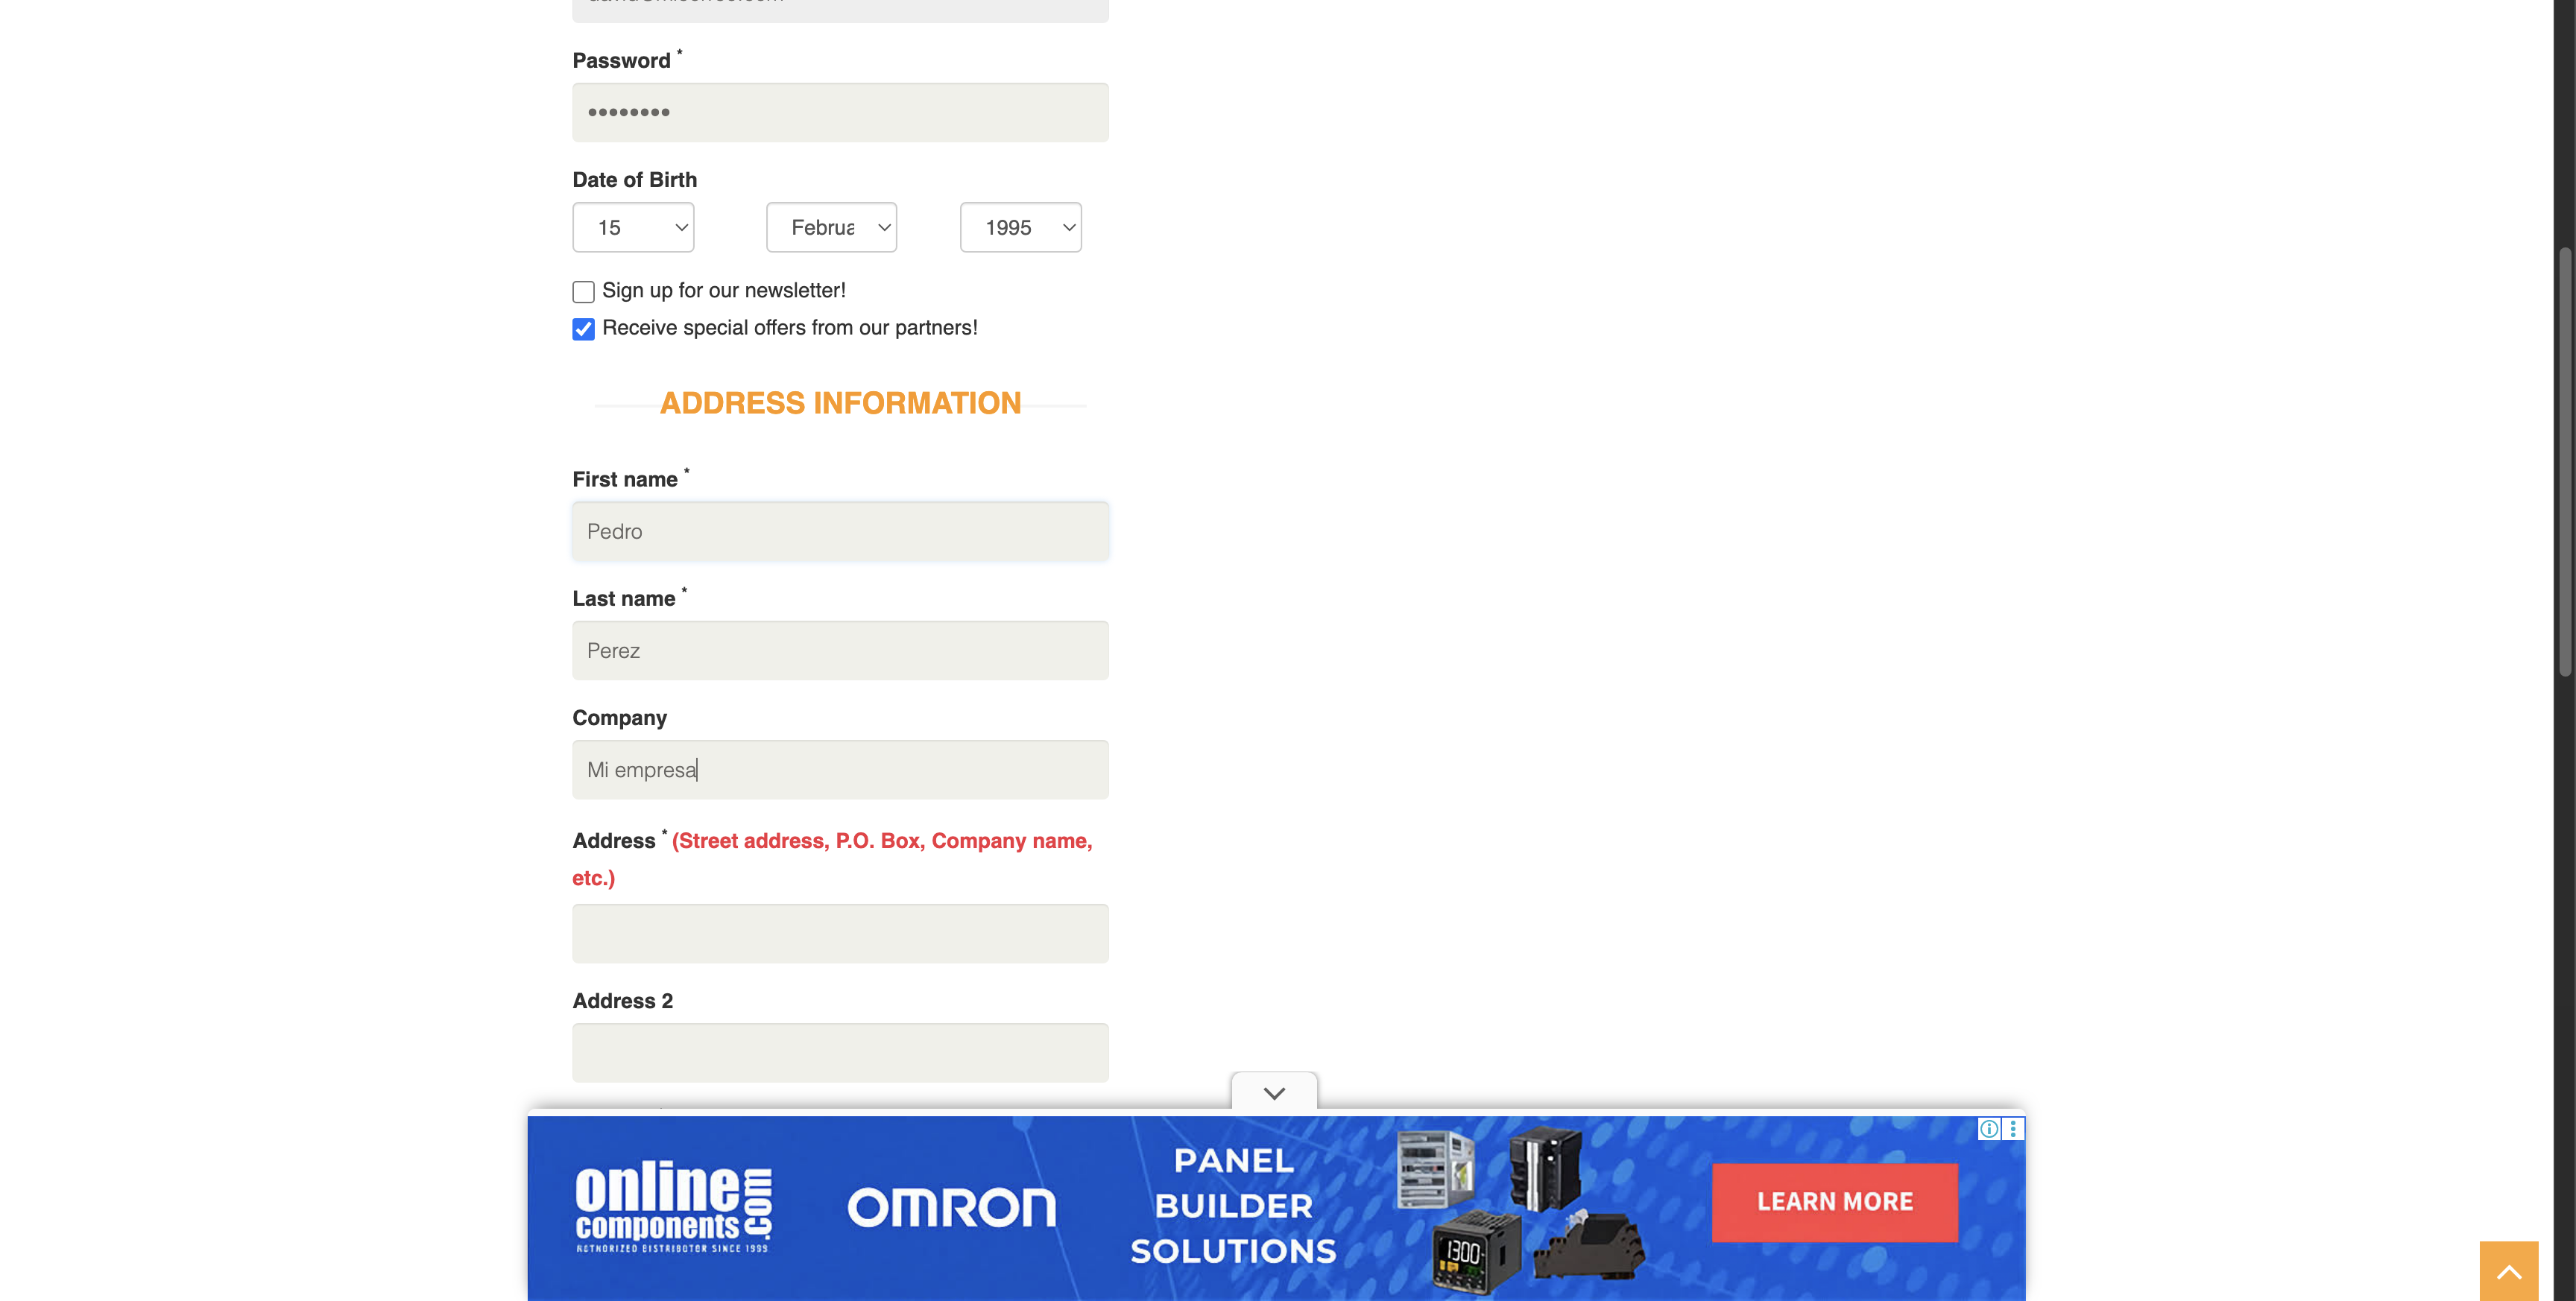 Password *
••••••••
Date of Birth
15 Februa 1995
Sign up for our newsletter!
Receive special offers from our partners!
ADDRESS INFORMATION
First name *
Pedro
Last name *
Perez
Company
Mi empresa
Address * (Street address, P.O. Box, Company name,
etc.)
Address 2
online
components
.com
AUTHORIZED DISTRIBUTOR SINCE 1999
OMRON
PANEL
BUILDER
SOLUTIONS
1300
LEARN MORE